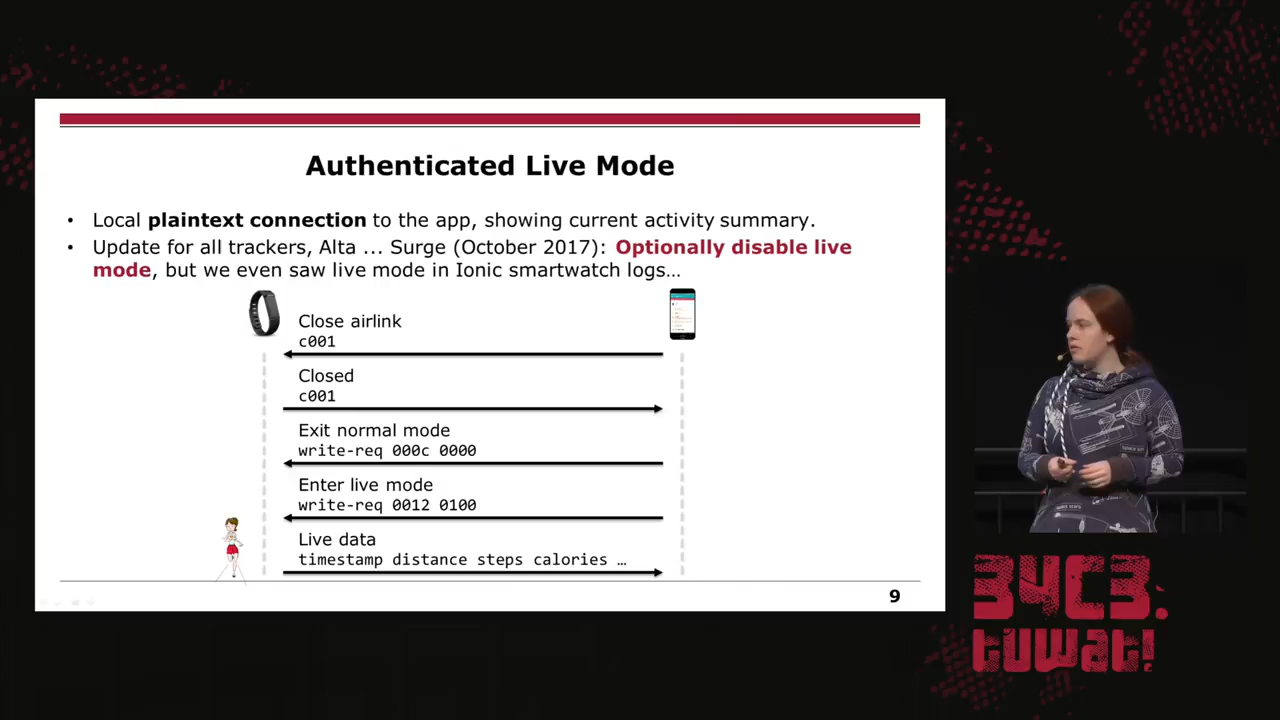 Authenticated Live Mode
• Local plaintext connection to the app, showing current activity summary.
• Update for all trackers, Alta ... Surge (October 2017): Optionally disable live
mode, but we even saw live mode in Ionic smartwatch logs…
Close airlink
c001
Closed
c001
Exit normal mode
write-req 000c 0000
Enter live mode
write-req 0012 0100
Live data
timestamp distance steps calories …
9
34C3.
tuwat!